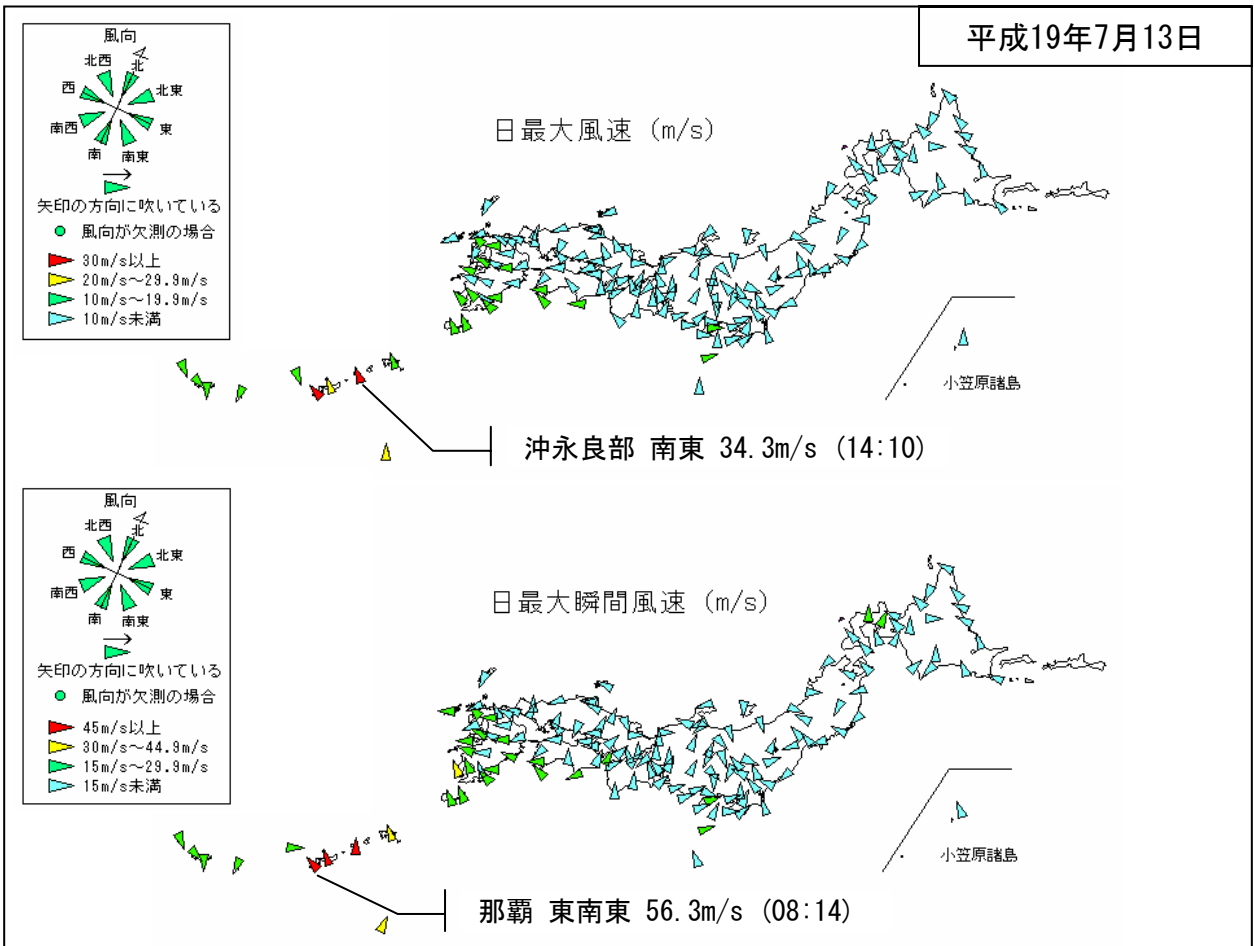 平成19年7月13日
風向
北
北西
北東
西
東
南西
南
南東
矢印の方向に吹いている
風向が欠測の場合
30m/s以上
20m/s～29.9m/s
10m/s～19.9m/s
10m/s未満
日最大風速 (m/s)
小笠原諸島
沖永良部 南東 34.3m/s (14:10)
風向
北
北西
北東
西
東
南西
南
南東
矢印の方向に吹いている
風向が欠測の場合
45m/s以上
30m/s～44.9m/s
15m/s～29.9m/s
15m/s未満
日最大瞬間風速 (m/s)
小笠原諸島
那覇 東南東 56.3m/s (08:14)